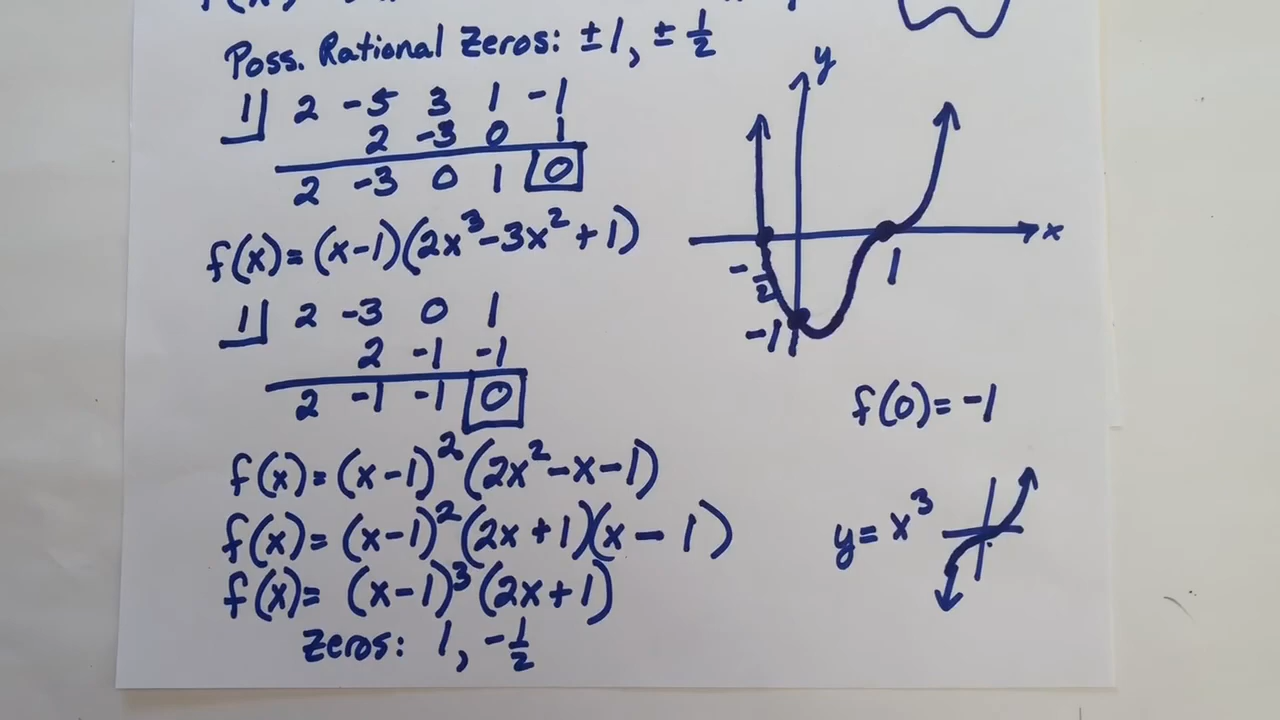 Poss. Rational Zeros: ±1, ±1/2
1 2 -5 3 1 -1
2 -3 0 1
2 -3 0 1 0
f(x) = (x-1)(2x³-3x²+1)
1 2 -3 0 1
2 -1 -1
2 -1 -1 0
f(x) = (x-1)²(2x²-x-1)
f(x) = (x-1)²(2x+1)(x-1)
f(x) = (x-1)³(2x+1)
Zeros: 1, -1/2
y
x
-1/2
1
-1
f(0) = -1
y = x³